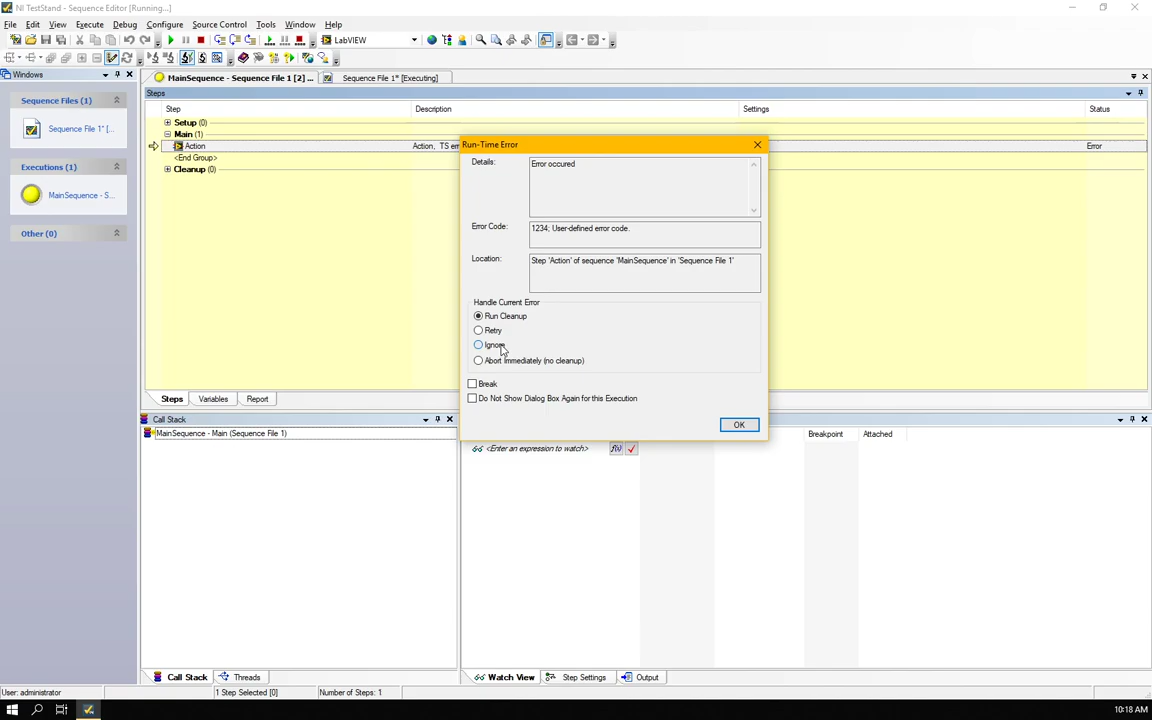 NI TestStand - Sequence Editor [Running...]
File Edit View Execute Debug Configure Source Control Tools Window Help
LabVIEW
Windows
MainSequence - Sequence File 1 [2] ...
Sequence File 1* [Executing]
Steps
Sequence Files (1)
Sequence File 1* [...
Executions (1)
MainSequence - S...
Other (0)
Step Description Settings Status
Setup (0)
Main (1)
Action Action, TS err Error
<End Group>
Cleanup (0)
Run-Time Error
Details:
Error occured
Error Code:
1234; User-defined error code.
Location:
Step 'Action' of sequence 'MainSequence' in 'Sequence File 1'
Handle Current Error
Run Cleanup
Retry
Ignore
Abort Immediately (no cleanup)
Break
Do Not Show Dialog Box Again for this Execution
OK
Steps Variables Report
Call Stack
MainSequence - Main (Sequence File 1)
Breakpoint Attached
<Enter an expression to watch> f(x)
Call Stack Threads
Watch View Step Settings Output
User: administrator 1 Step Selected [0] Number of Steps: 1
10:18 AM